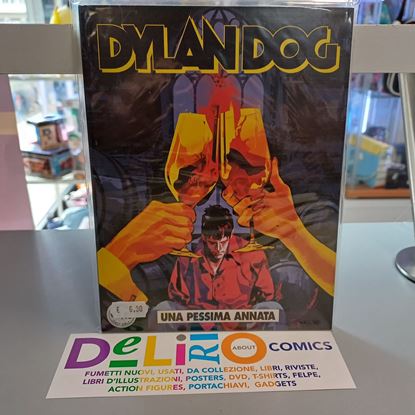 DYLAN DOG
UNA PESSIMA ANNATA
DeLiRiO ABOUT COMICS
FUMETTI NUOVI, USATI, DA COLLEZIONE, LIBRI, RIVISTE,
LIBRI D'ILLUSTRAZIONI, POSTERS, DVD, T-SHIRTS, FELPE,
ACTION FIGURES, PORTACHIAVI, GADGETS